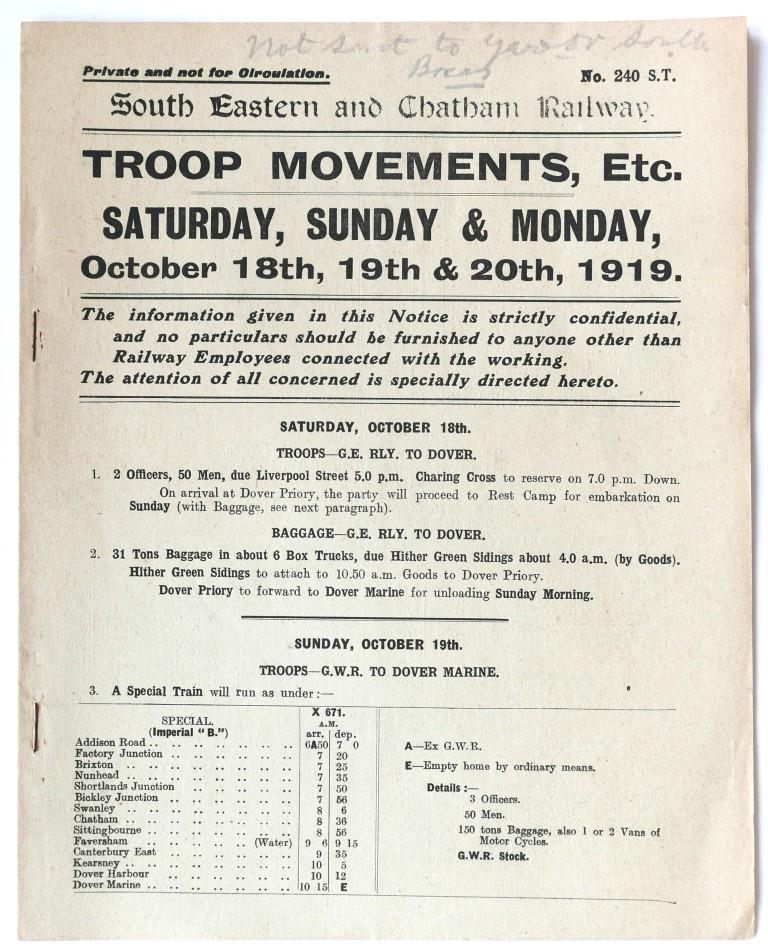 Not sent to
Private and not for Circulation.
No. 240 S.T.
South Eastern and Chatham Railway.
TROOP MOVEMENTS, Etc.
SATURDAY, SUNDAY & MONDAY,
October 18th, 19th & 20th, 1919.
The information given in this Notice is strictly confidential,
and no particulars should be furnished to anyone other than
Railway Employees connected with the working.
The attention of all concerned is specially directed hereto.
SATURDAY, OCTOBER 18th.
TROOPS—G.E. RLY. TO DOVER.
1. 2 Officers, 50 Men, due Liverpool Street 5.0 p.m. Charing Cross to reserve on 7.0 p.m. Down.
On arrival at Dover Priory, the party will proceed to Rest Camp for embarkation on
Sunday (with Baggage, see next paragraph).
BAGGAGE—G.E. RLY. TO DOVER.
2. 31 Tons Baggage in about 6 Box Trucks, due Hither Green Sidings about 4.0 a.m. (by Goods).
Hither Green Sidings to attach to 10.50 a.m. Goods to Dover Priory.
Dover Priory to forward to Dover Marine for unloading Sunday Morning.
SUNDAY, OCTOBER 19th.
TROOPS—G.W.R. TO DOVER MARINE.
3. A Special Train will run as under:—
SPECIAL.
(Imperial "B.")
X 671.
A.M.
arr. dep.
Addison Road .. .. .. .. .. .. .. 6A50 7 0
Factory Junction .. .. .. .. .. .. 7 20
Brixton .. .. .. .. .. .. .. .. 7 25
Nunhead .. .. .. .. .. .. .. .. 7 35
Shortlands Junction .. .. .. .. .. 7 50
Bickley Junction .. .. .. .. .. .. 7 56
Swanley .. .. .. .. .. .. .. .. 8 6
Chatham .. .. .. .. .. .. .. .. 8 36
Sittingbourne .. .. .. .. .. .. .. 8 56
Faversham .. .. .. .. .. (Water) 9 6 9 15
Canterbury East .. .. .. .. .. .. 9 35
Kearsney .. .. .. .. .. .. .. .. 10 5
Dover Harbour .. .. .. .. .. .. 10 12
Dover Marine .. .. .. .. .. .. .. 10 15 E
A—Ex G.W.R.
E—Empty home by ordinary means.
Details :—
3 Officers.
50 Men.
150 tons Baggage, also 1 or 2 Vans of
Motor Cycles.
G.W.R. Stock.